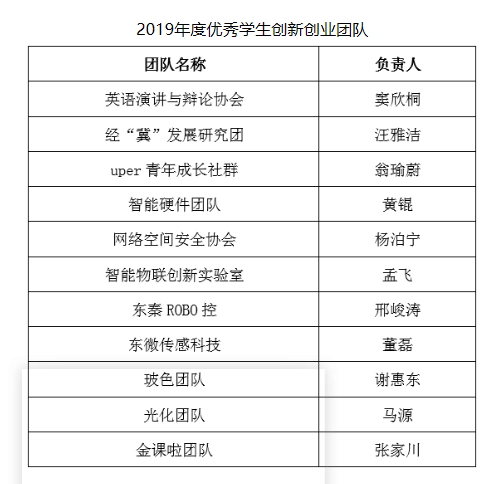 2019年度优秀学生创新创业团队
团队名称 负责人
英语演讲与辩论协会 窦欣桐
经“冀”发展研究团 汪雅洁
uper 青年成长社群 翁瑜蔚
智能硬件团队 黄锟
网络空间安全协会 杨泊宁
智能物联创新实验室 孟飞
东秦 ROBO 控 邢峻涛
东微传感科技 董磊
玻色团队 谢惠东
光化团队 马源
金课啦团队 张家川